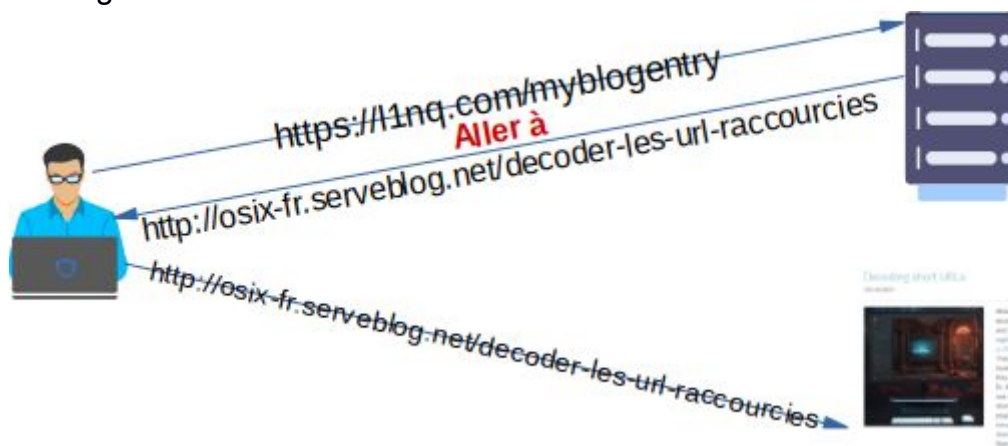 https://l1nq.com/myblogentry
Aller à
http://osix-fr.serveblog.net/decoder-les-url-raccourcies
http://osix-fr.serveblog.net/decoder-les-url-raccourcies
Decoding short URLs